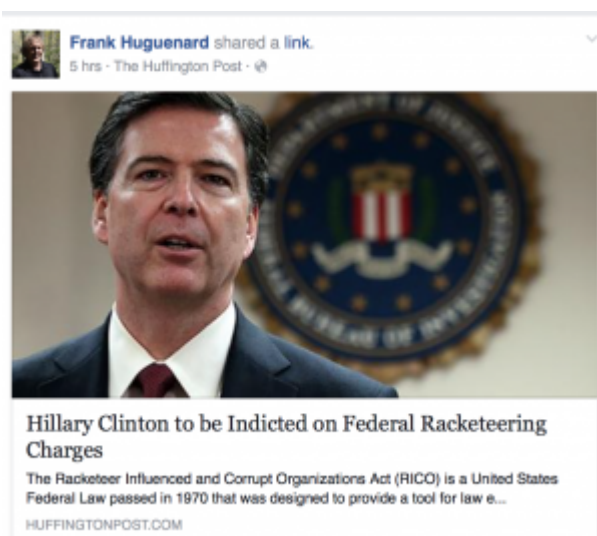 Frank Huguenard shared a link.
5 hrs · The Huffington Post ·
Hillary Clinton to be Indicted on Federal Racketeering
Charges
The Racketeer Influenced and Corrupt Organizations Act (RICO) is a United States
Federal Law passed in 1970 that was designed to provide a tool for law e...
HUFFINGTONPOST.COM